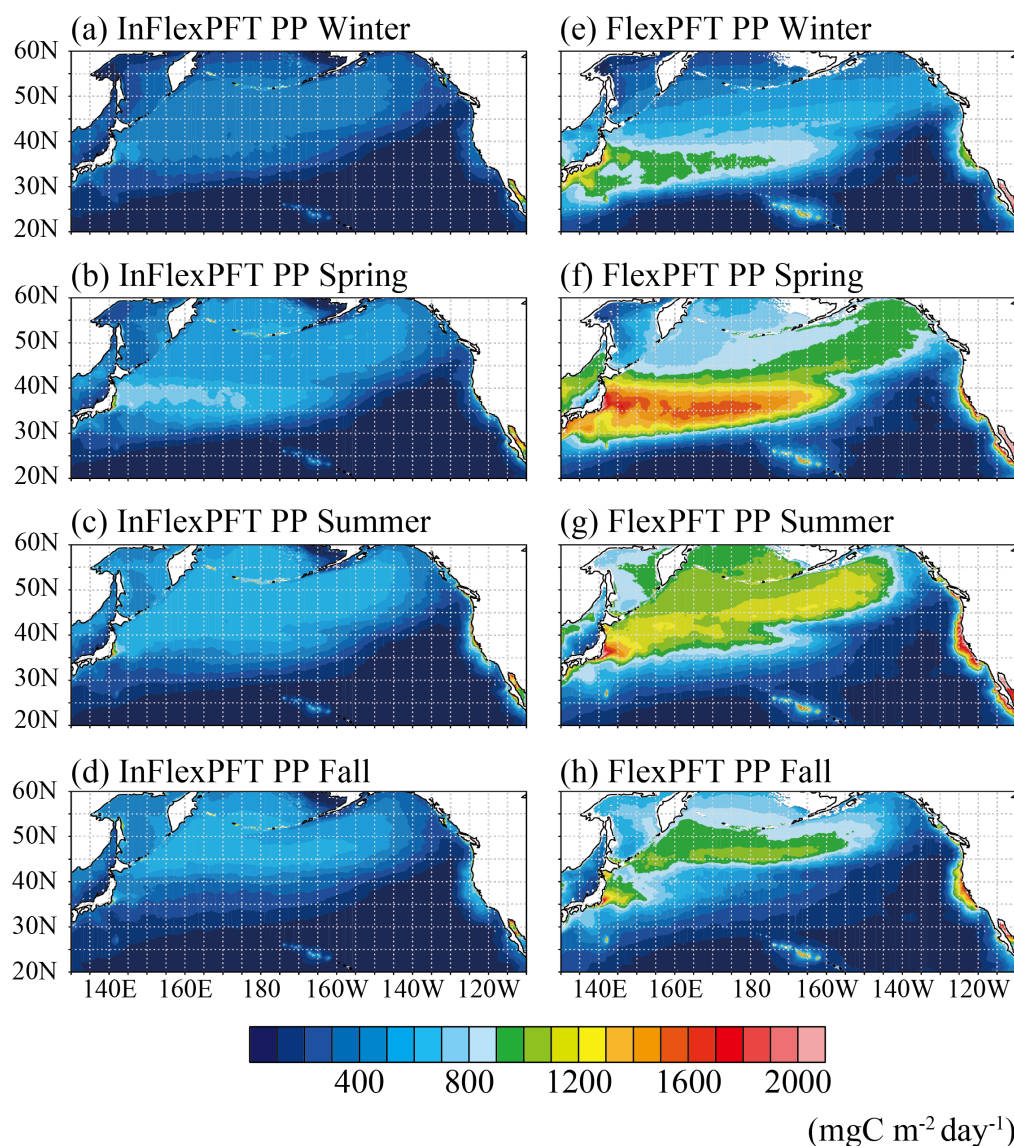 (a) InFlexPFT PP Winter
(e) FlexPFT PP Winter
60N
50N
40N
30N
20N
(b) InFlexPFT PP Spring
(f) FlexPFT PP Spring
60N
50N
40N
30N
20N
(c) InFlexPFT PP Summer
(g) FlexPFT PP Summer
60N
50N
40N
30N
20N
(d) InFlexPFT PP Fall
(h) FlexPFT PP Fall
60N
50N
40N
30N
20N
140E 160E 180 160W 140W 120W
140E 160E 180 160W 140W 120W
400 800 1200 1600 2000
(mgC m⁻² day⁻¹)